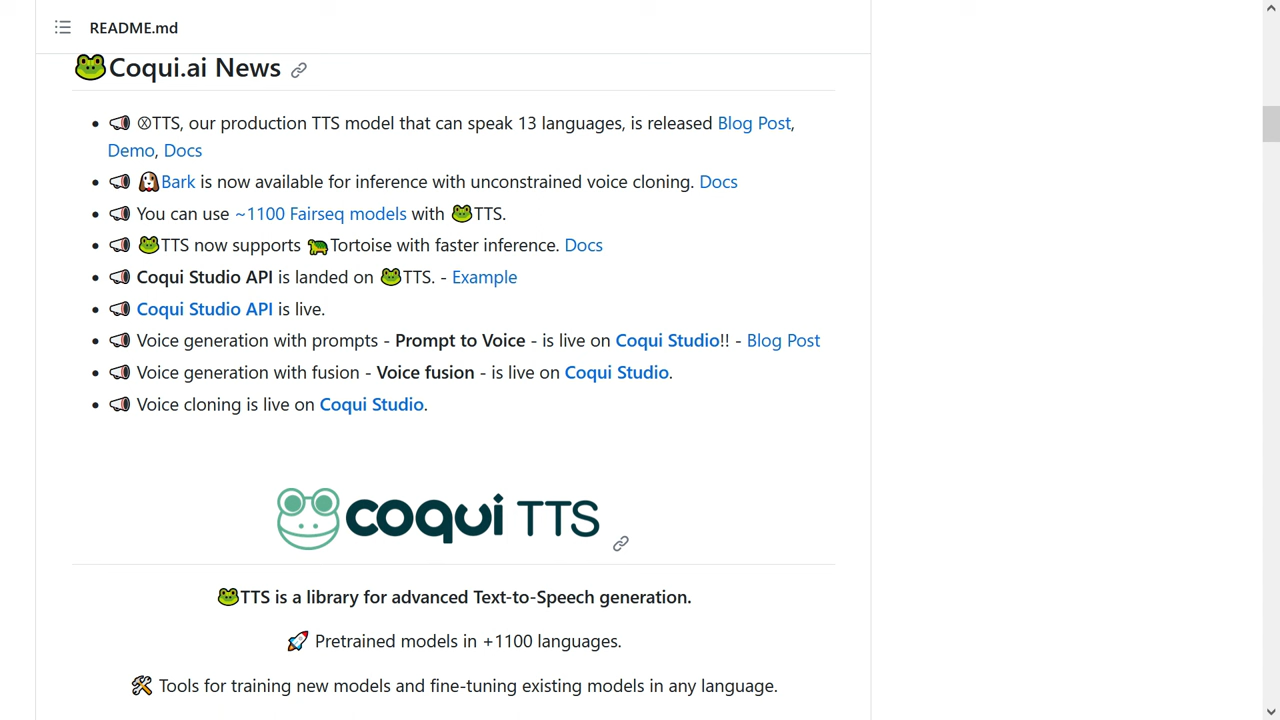 README.md
🐸Coqui.ai News
📣 ⓍTTS, our production TTS model that can speak 13 languages, is released Blog Post,
Demo, Docs
📣 🐶Bark is now available for inference with unconstrained voice cloning. Docs
📣 You can use ~1100 Fairseq models with 🐸TTS.
📣 🐸TTS now supports 🐢Tortoise with faster inference. Docs
📣 Coqui Studio API is landed on 🐸TTS. - Example
📣 Coqui Studio API is live.
📣 Voice generation with prompts - Prompt to Voice - is live on Coqui Studio!! - Blog Post
📣 Voice generation with fusion - Voice fusion - is live on Coqui Studio.
📣 Voice cloning is live on Coqui Studio.
coqui TTS
🐸TTS is a library for advanced Text-to-Speech generation.
🚀 Pretrained models in +1100 languages.
🛠️ Tools for training new models and fine-tuning existing models in any language.